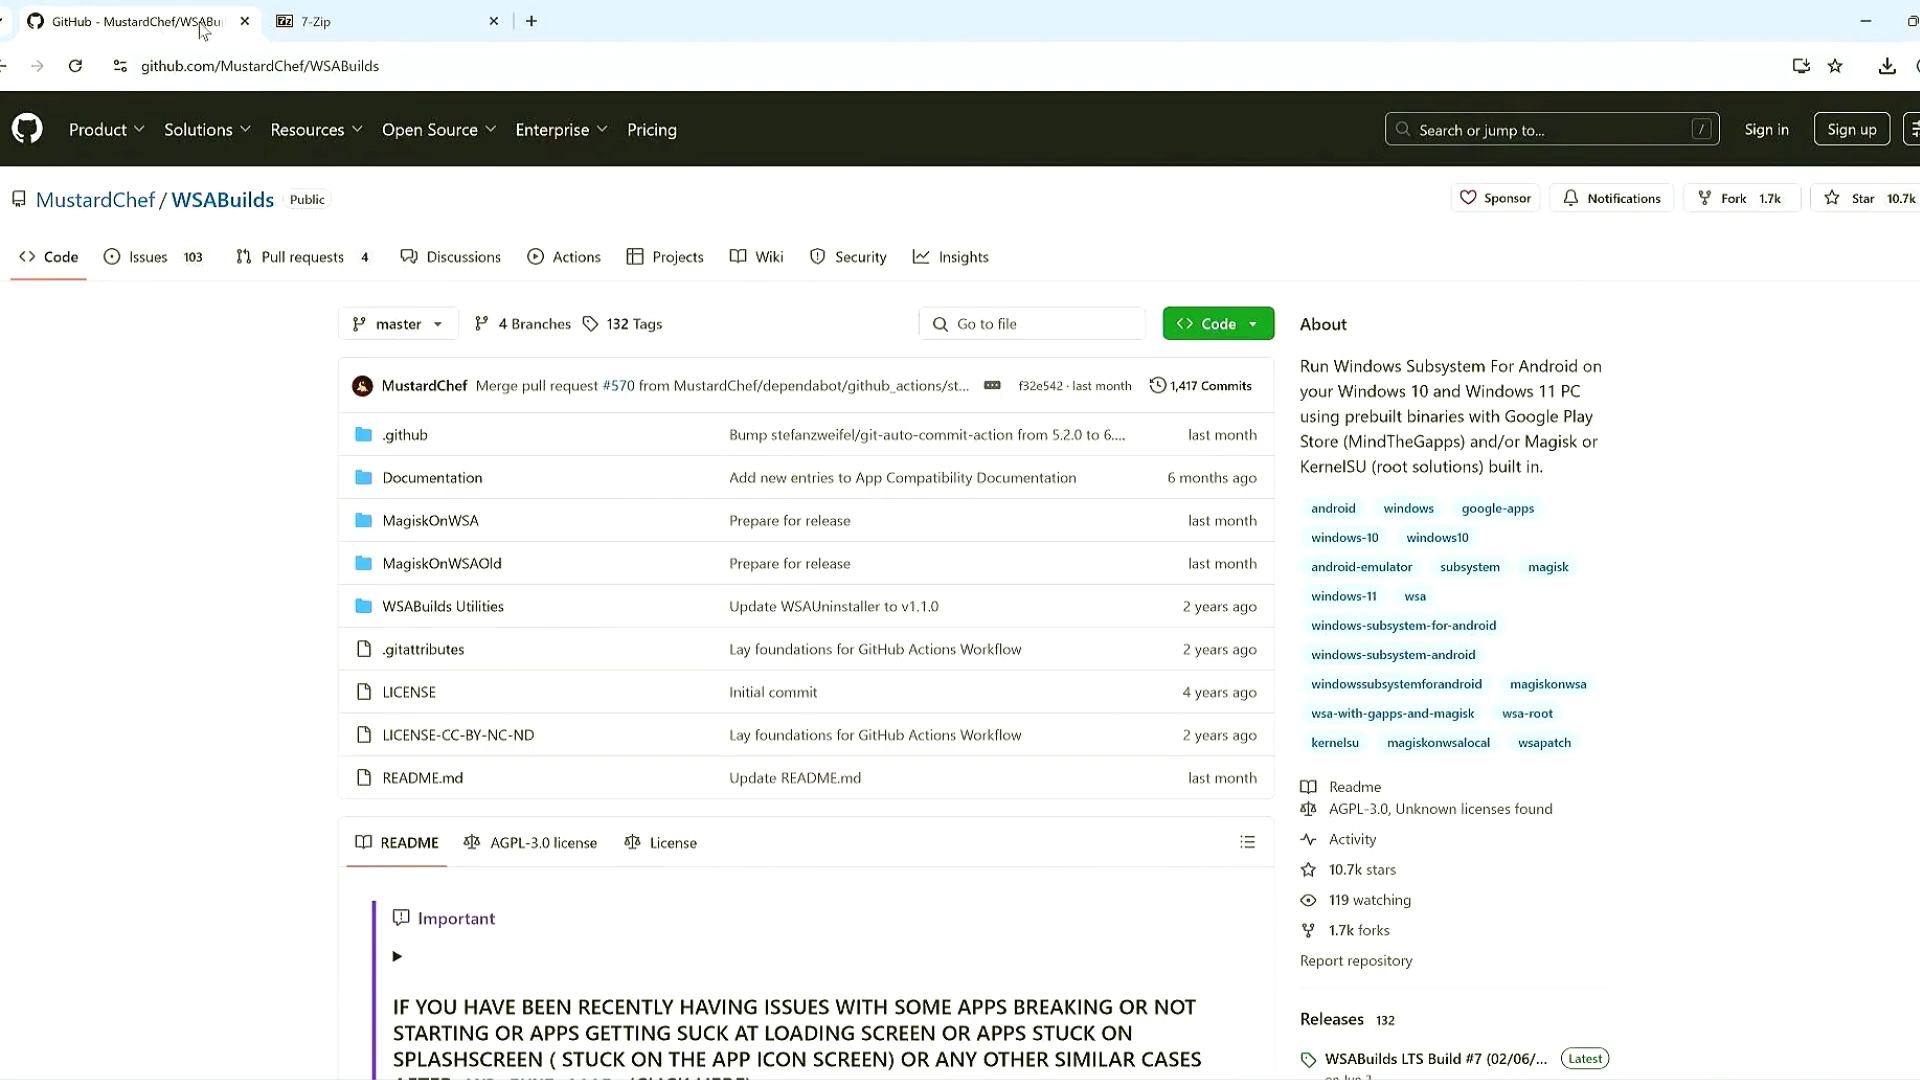 GitHub - MustardChef/WSABui
7-Zip
github.com/MustardChef/WSABuilds
Product
Solutions
Resources
Open Source
Enterprise
Pricing
Search or jump to...
/
Sign in
Sign up
MustardChef / WSABuilds
Public
Sponsor
Notifications
Fork 1.7k
Star 10.7k
Code
Issues 103
Pull requests 4
Discussions
Actions
Projects
Wiki
Security
Insights
master
4 Branches
132 Tags
Go to file
Code
MustardChef Merge pull request #570 from MustardChef/dependabot/github_actions/st... f32e542 · last month 1,417 Commits
.github Bump stefanzweifel/git-auto-commit-action from 5.2.0 to 6.... last month
Documentation Add new entries to App Compatibility Documentation 6 months ago
MagiskOnWSA Prepare for release last month
MagiskOnWSAOld Prepare for release last month
WSABuilds Utilities Update WSAUninstaller to v1.1.0 2 years ago
.gitattributes Lay foundations for GitHub Actions Workflow 2 years ago
LICENSE Initial commit 4 years ago
LICENSE-CC-BY-NC-ND Lay foundations for GitHub Actions Workflow 2 years ago
README.md Update README.md last month
README
AGPL-3.0 license
License
Important
IF YOU HAVE BEEN RECENTLY HAVING ISSUES WITH SOME APPS BREAKING OR NOT
STARTING OR APPS GETTING SUCK AT LOADING SCREEN OR APPS STUCK ON
SPLASHSCREEN ( STUCK ON THE APP ICON SCREEN) OR ANY OTHER SIMILAR CASES
About
Run Windows Subsystem For Android on
your Windows 10 and Windows 11 PC
using prebuilt binaries with Google Play
Store (MindTheGapps) and/or Magisk or
KernelSU (root solutions) built in.
android windows google-apps
windows-10 windows10
android-emulator subsystem magisk
windows-11 wsa
windows-subsystem-for-android
windows-subsystem-android
windowssubsystemforandroid magiskonwsa
wsa-with-gapps-and-magisk wsa-root
kernelsu magiskonwsalocal wsapatch
Readme
AGPL-3.0, Unknown licenses found
Activity
10.7k stars
119 watching
1.7k forks
Report repository
Releases 132
WSABuilds LTS Build #7 (02/06/... Latest